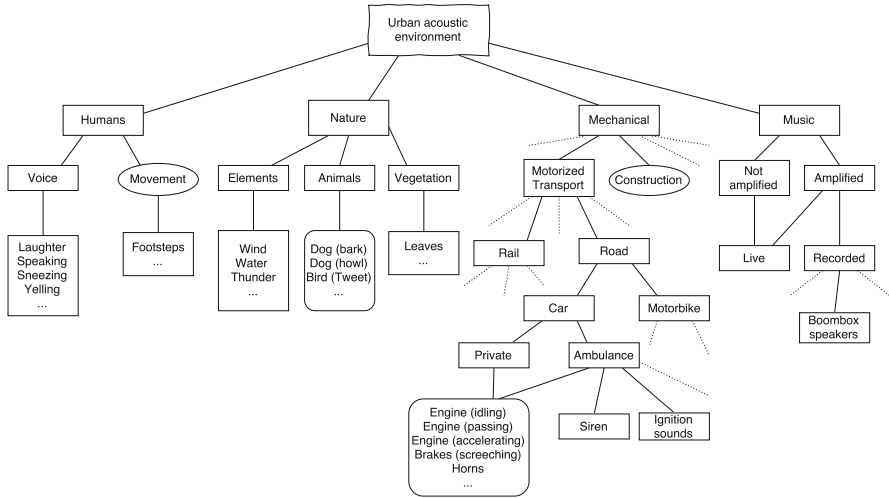 Urban acoustic
environment
Humans
Nature
Mechanical
Music
Voice
Movement
Elements
Animals
Vegetation
Motorized
Transport
Construction
Not
amplified
Amplified
Laughter
Speaking
Sneezing
Yelling
...
Footsteps
...
Wind
Water
Thunder
...
Dog (bark)
Dog (howl)
Bird (Tweet)
...
Leaves
...
Rail
Road
Live
Recorded
Car
Motorbike
Boombox
speakers
Private
Ambulance
Engine (idling)
Engine (passing)
Engine (accelerating)
Brakes (screeching)
Horns
...
Siren
Ignition
sounds